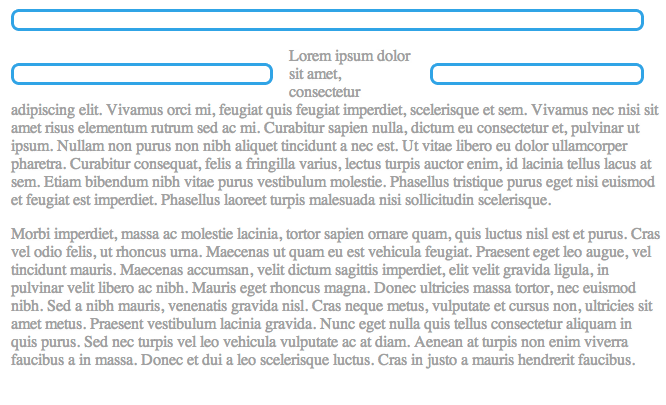 Lorem ipsum dolor
sit amet,
consectetur
adipiscing elit. Vivamus orci mi, feugiat quis feugiat imperdiet, scelerisque et sem. Vivamus nec nisi sit
amet risus elementum rutrum sed ac mi. Curabitur sapien nulla, dictum eu consectetur et, pulvinar ut
ipsum. Nullam non purus non nibh aliquet tincidunt a nec est. Ut vitae libero eu dolor ullamcorper
pharetra. Curabitur consequat, felis a fringilla varius, lectus turpis auctor enim, id lacinia tellus lacus at
sem. Etiam bibendum nibh vitae purus vestibulum molestie. Phasellus tristique purus eget nisi euismod
et feugiat est imperdiet. Phasellus laoreet turpis malesuada nisi sollicitudin scelerisque.
Morbi imperdiet, massa ac molestie lacinia, tortor sapien ornare quam, quis luctus nisl est et purus. Cras
vel odio felis, ut rhoncus urna. Maecenas ut quam eu est vehicula feugiat. Praesent eget leo augue, vel
tincidunt mauris. Maecenas accumsan, velit dictum sagittis imperdiet, elit velit gravida ligula, in
pulvinar velit libero ac nibh. Mauris eget rhoncus magna. Donec ultricies massa tortor, nec euismod
nibh. Sed a nibh mauris, venenatis gravida nisl. Cras neque metus, vulputate et cursus non, ultricies sit
amet metus. Praesent vestibulum lacinia gravida. Nunc eget nulla quis tellus consectetur aliquam in
quis purus. Sed nec turpis vel leo vehicula vulputate ac at diam. Aenean at turpis non enim viverra
faucibus a in massa. Donec et dui a leo scelerisque luctus. Cras in justo a mauris hendrerit faucibus.